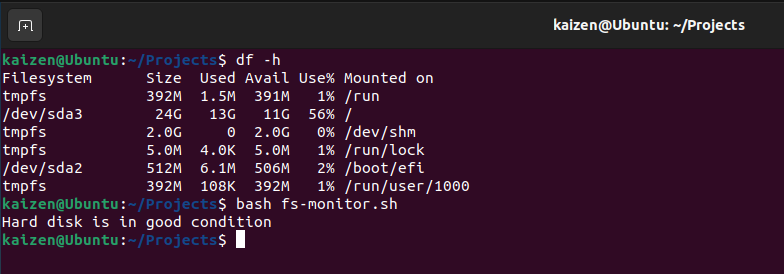 kaizen@Ubuntu: ~/Projects
kaizen@Ubuntu:~/Projects$ df -h
Filesystem      Size  Used Avail Use% Mounted on
tmpfs           392M  1.5M  391M   1% /run
/dev/sda3        24G   13G   11G  56% /
tmpfs           2.0G     0  2.0G   0% /dev/shm
tmpfs           5.0M  4.0K  5.0M   1% /run/lock
/dev/sda2       512M  6.1M  506M   2% /boot/efi
tmpfs           392M  108K  392M   1% /run/user/1000
kaizen@Ubuntu:~/Projects$ bash fs-monitor.sh
Hard disk is in good condition
kaizen@Ubuntu:~/Projects$